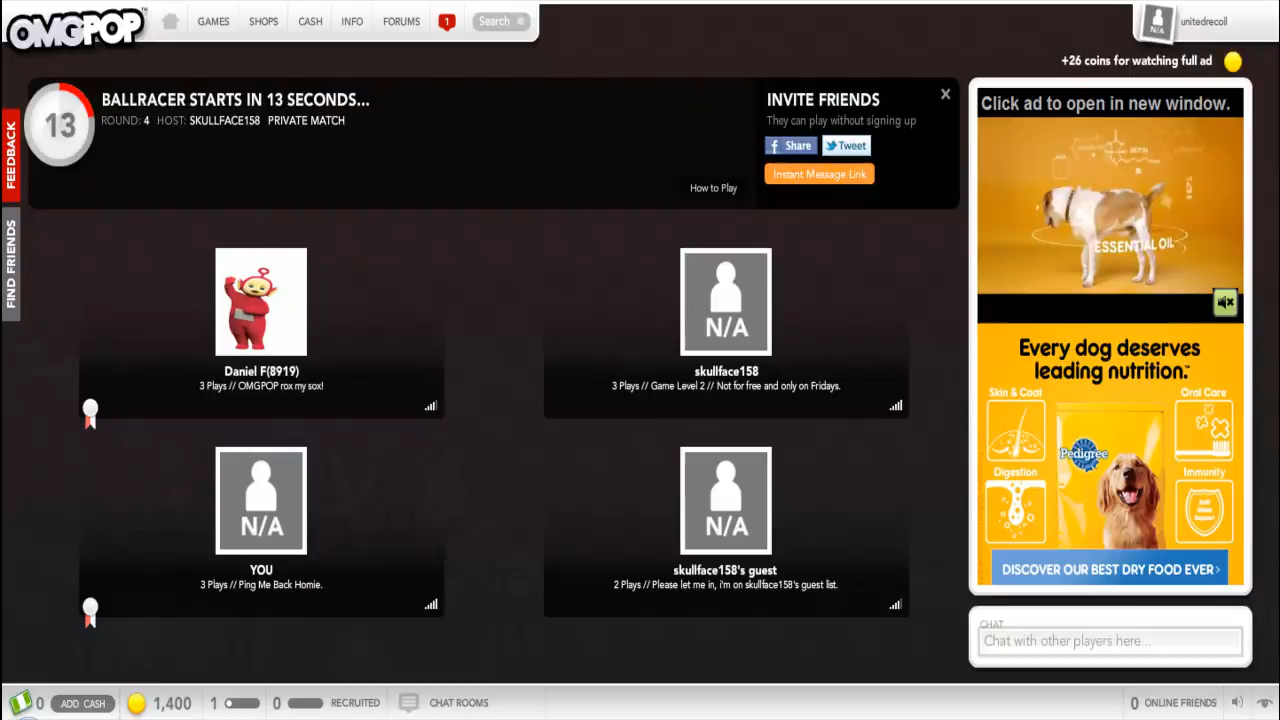 OMGPOP™
GAMES SHOPS CASH INFO FORUMS 1 Search
N/A unitedrecoil
+26 coins for watching full ad
FEEDBACK
FIND FRIENDS
13
BALLRACER STARTS IN 13 SECONDS...
ROUND: 4 HOST: SKULLFACE158 PRIVATE MATCH
How to Play
INVITE FRIENDS
They can play without signing up
f Share Tweet
Instant Message Link
Daniel F(8919)
3 Plays // OMGPOP rox my sox!
N/A
skullface158
3 Plays // Game Level 2 // Not for free and only on Fridays.
N/A
YOU
3 Plays // Ping Me Back Homie.
N/A
skullface158's guest
2 Plays // Please let me in, i'm on skullface158's guest list.
Click ad to open in new window.
ESSENTIAL OIL
Every dog deserves
leading nutrition.™
Skin & Coat
Oral Care
Pedigree
Digestion
Immunity
DISCOVER OUR BEST DRY FOOD EVER>
CHAT
Chat with other players here...
0 ADD CASH 1,400 1 0 RECRUITED CHAT ROOMS 0 ONLINE FRIENDS